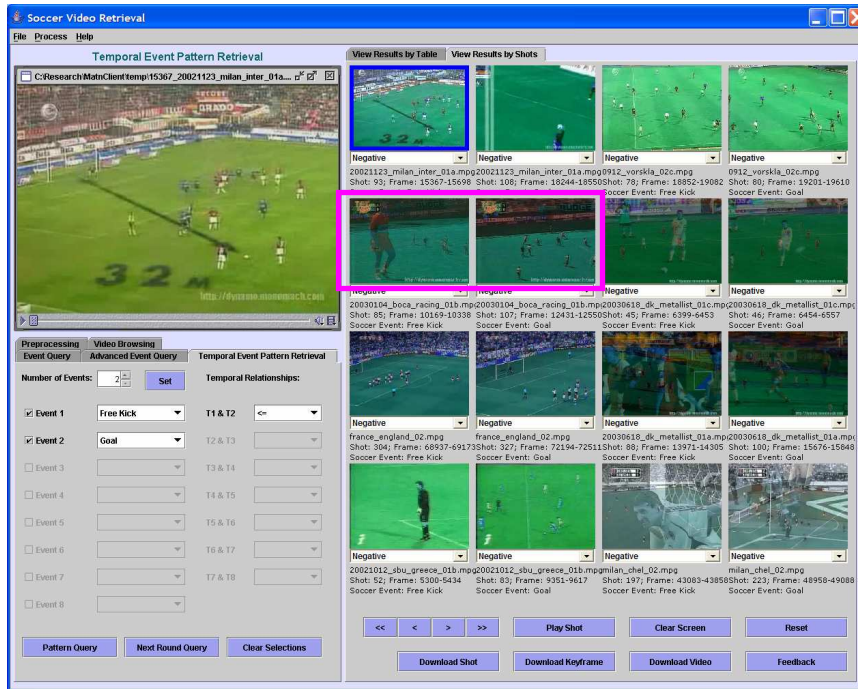 Soccer Video Retrieval
File Process Help
Temporal Event Pattern Retrieval
C:\Research\MatnClient\temp\15367_20021123_milan_inter_01a....
32M
Preprocessing Video Browsing
Event Query Advanced Event Query Temporal Event Pattern Retrieval
Number of Events: 2 Set Temporal Relationships:
Event 1 Free Kick T1 & T2 <=
Event 2 Goal T2 & T3
Event 3 T3 & T4
Event 4 T4 & T5
Event 5 T5 & T6
Event 6 T6 & T7
Event 7 T7 & T8
Event 8
Pattern Query Next Round Query Clear Selections
View Results by Table View Results by Shots
32M
Negative Negative Negative Negative
20021123_milan_inter_01a.mpg 20021123_milan_inter_01a.mpg 0912_vorskla_02c.mpg 0912_vorskla_02c.mpg
Shot: 93; Frame: 15367-15698 Shot: 108; Frame: 18244-18550 Shot: 78; Frame: 18852-19082 Shot: 80; Frame: 19201-19610
Soccer Event: Free Kick Soccer Event: Goal
Negative Negative Negative Negative
20030104_boca_racing_01b.mp 20030104_boca_racing_01b.mp 20030618_dk_metallist_01c.mp 20030618_dk_metallist_01c.mpg
Shot: 85; Frame: 10169-10338 Shot: 107; Frame: 12431-12550 Shot: 45; Frame: 6399-6453 Shot: 46; Frame: 6454-6557
Soccer Event: Free Kick Soccer Event: Goal Soccer Event: Free Kick Soccer Event: Goal
Negative Negative Negative Negative
france_england_02.mpg france_england_02.mpg 20030618_dk_metallist_01a.mp 20030618_dk_metallist_01a.mpg
Shot: 304; Frame: 68937-69173 Shot: 327; Frame: 72194-72511 Shot: 88; Frame: 13971-14305 Shot: 100; Frame: 15676-15848
Soccer Event: Free Kick Soccer Event: Goal Soccer Event: Free Kick Soccer Event: Goal
Negative Negative Negative Negative
20021012_sbu_greece_01b.mpg 20021012_sbu_greece_01b.mpg milan_chel_02.mpg milan_chel_02.mpg
Shot: 52; Frame: 5300-5434 Shot: 83; Frame: 9351-9617 Shot: 197; Frame: 43083-43858 Shot: 223; Frame: 48958-49088
Soccer Event: Free Kick Soccer Event: Goal Soccer Event: Free Kick Soccer Event: Goal
<< < > >> Play Shot Clear Screen Reset
Download Shot Download Keyframe Download Video Feedback